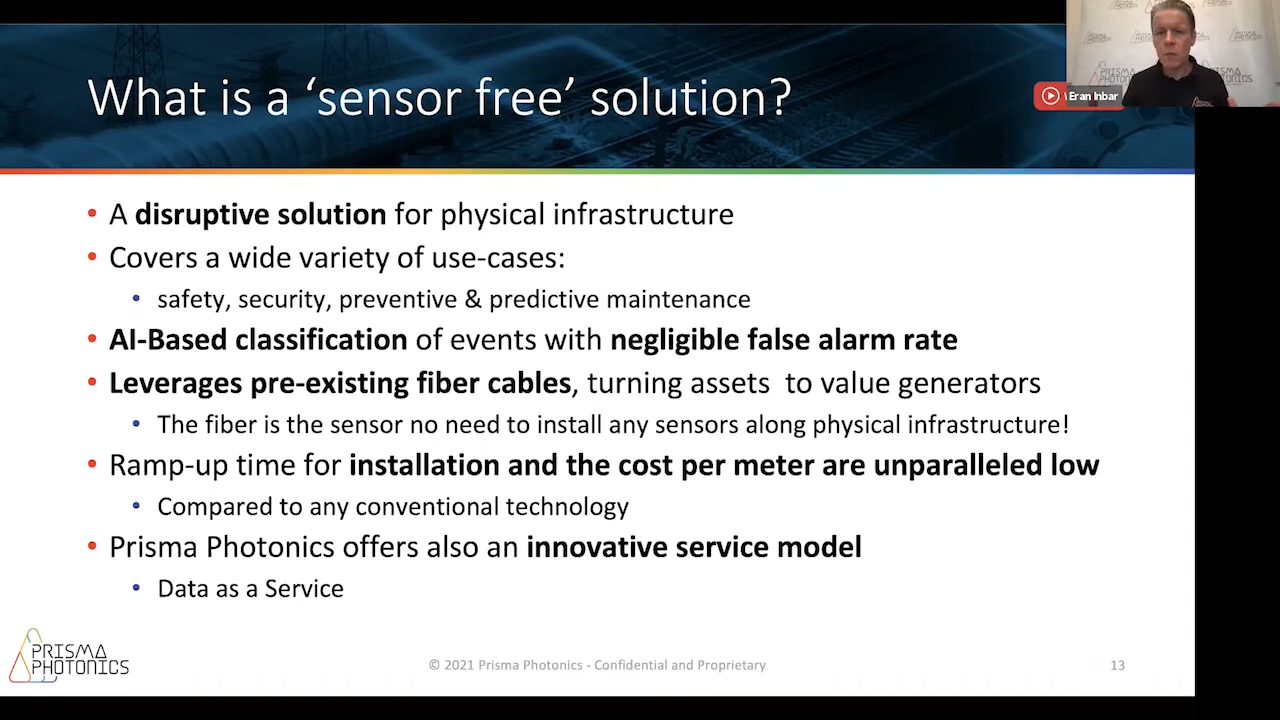 What is a ‘sensor free’ solution?
Eran Inbar
• A disruptive solution for physical infrastructure
• Covers a wide variety of use-cases:
• safety, security, preventive & predictive maintenance
• AI-Based classification of events with negligible false alarm rate
• Leverages pre-existing fiber cables, turning assets to value generators
• The fiber is the sensor no need to install any sensors along physical infrastructure!
• Ramp-up time for installation and the cost per meter are unparalleled low
• Compared to any conventional technology
• Prisma Photonics offers also an innovative service model
• Data as a Service
PRISMA
PHOTONICS
© 2021 Prisma Photonics - Confidential and Proprietary
13